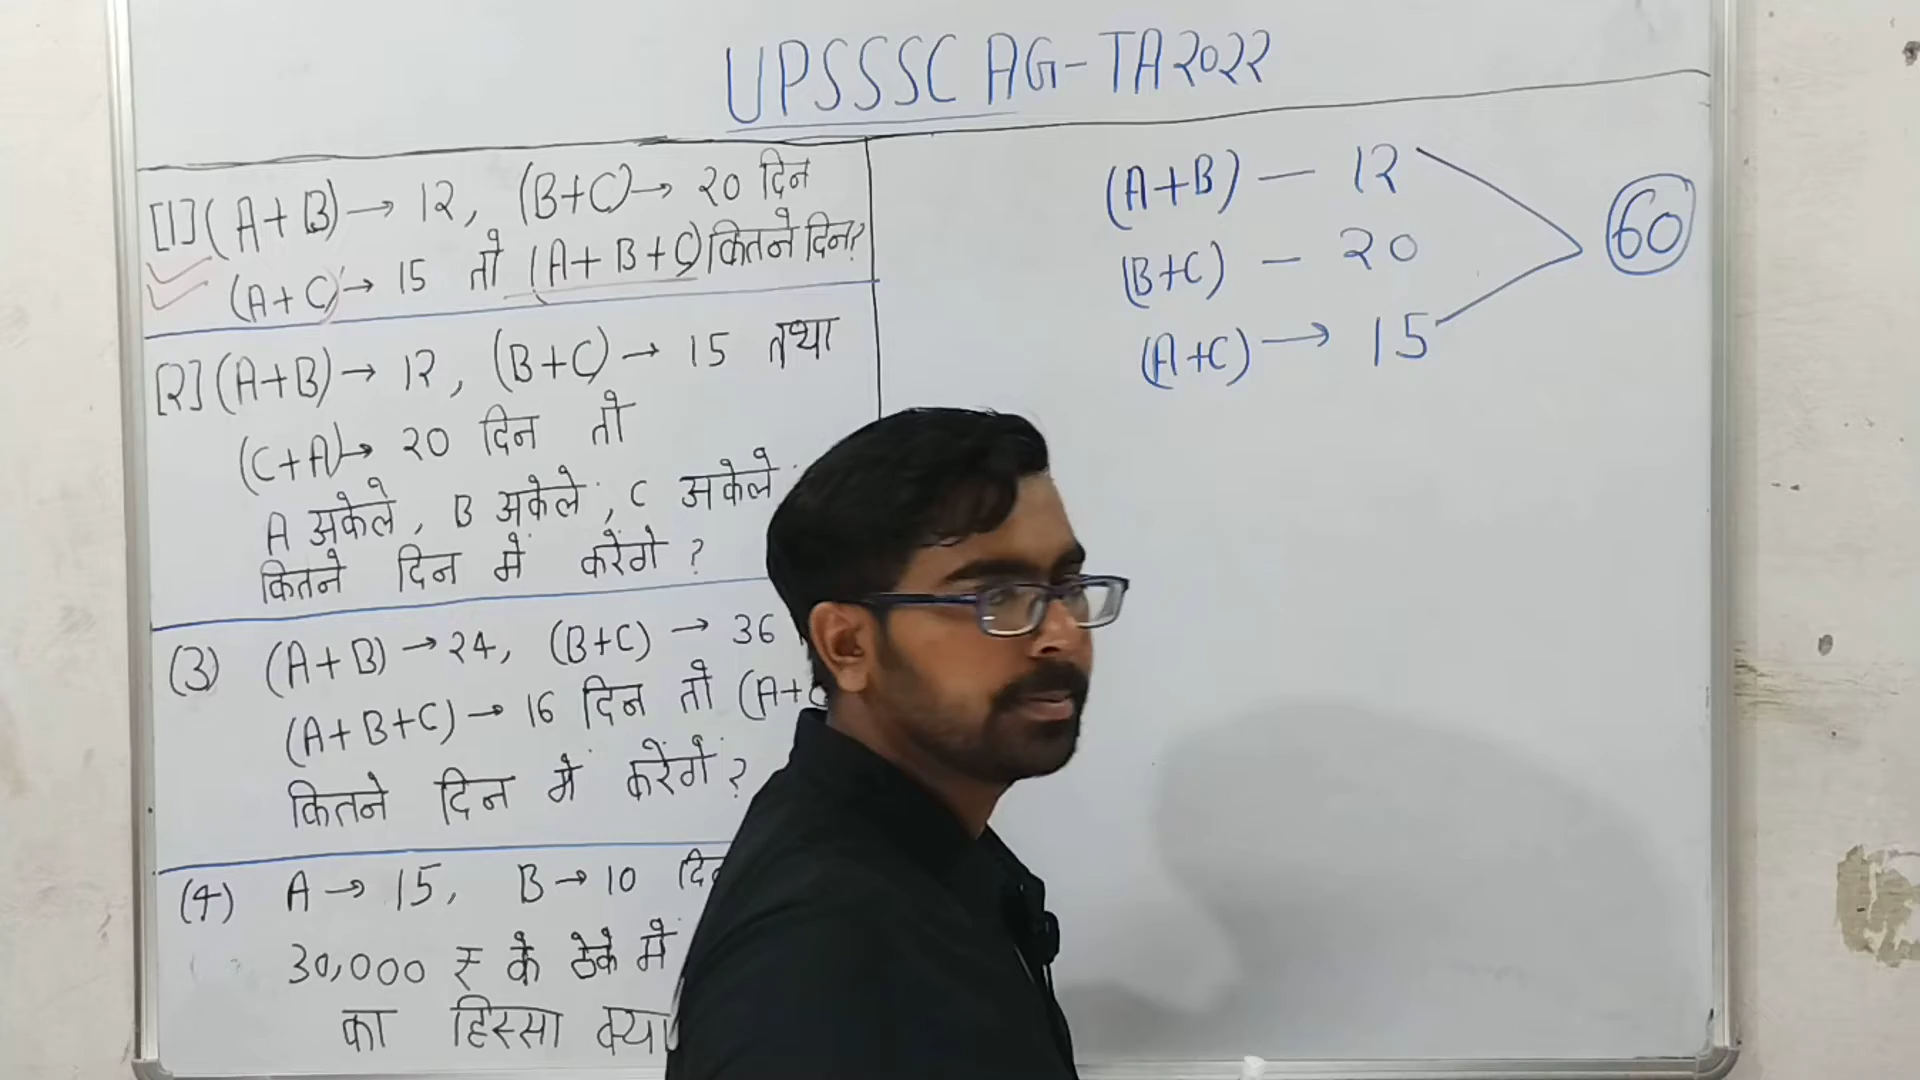 UPSSSC AG-TA2022
[1] (A+B)→ 12, (B+C)→ 20 दिन
(A+C)→ 15 तो (A+B+C) कितने दिन?
[2] (A+B)→ 12, (B+C)→ 15 तथा
(C+A)→ 20 दिन तो
A अकेले, B अकेले, C अकेले
कितने दिन में करेंगे ?
(3) (A+B)→24, (B+C)→ 36
(A+B+C)→ 16 दिन तो (A+C
कितने दिन में करेंगें ?
(4) A→ 15, B→10
30,000 ₹ के ठेके में
का हिस्सा क्या
(A+B) — 12
(B+C) — 20
(A+C) → 15
60